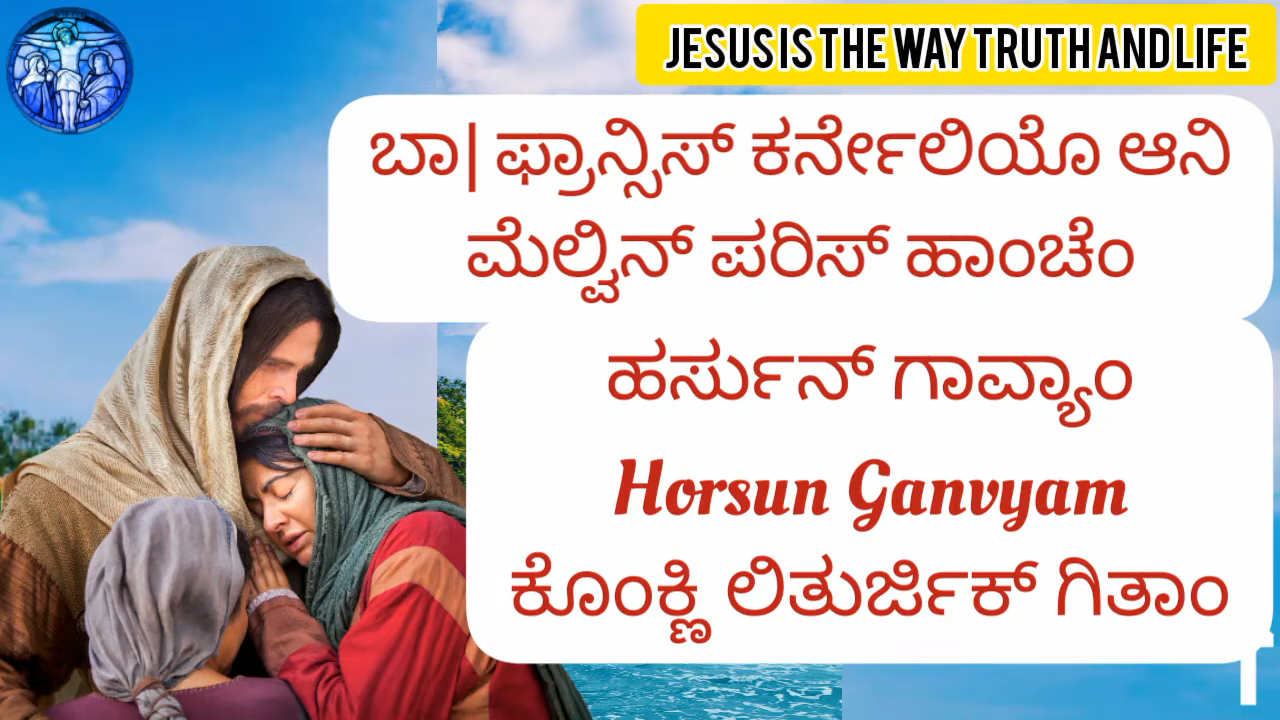 JESUS IS THE WAY TRUTH AND LIFE
ಬಾ| ಫ್ರಾನ್ಸಿಸ್ ಕರ್ನೇಲಿಯೊ ಆನಿ
ಮೆಲ್ವಿನ್ ಪರಿಸ್ ಹಾಂಚೆಂ
ಹರ್ಸುನ್ ಗಾವ್ಯಾಂ
Horsun Ganvyam
ಕೊಂಕ್ಣಿ ಲಿತುರ್ಜಿಕ್ ಗಿತಾಂ